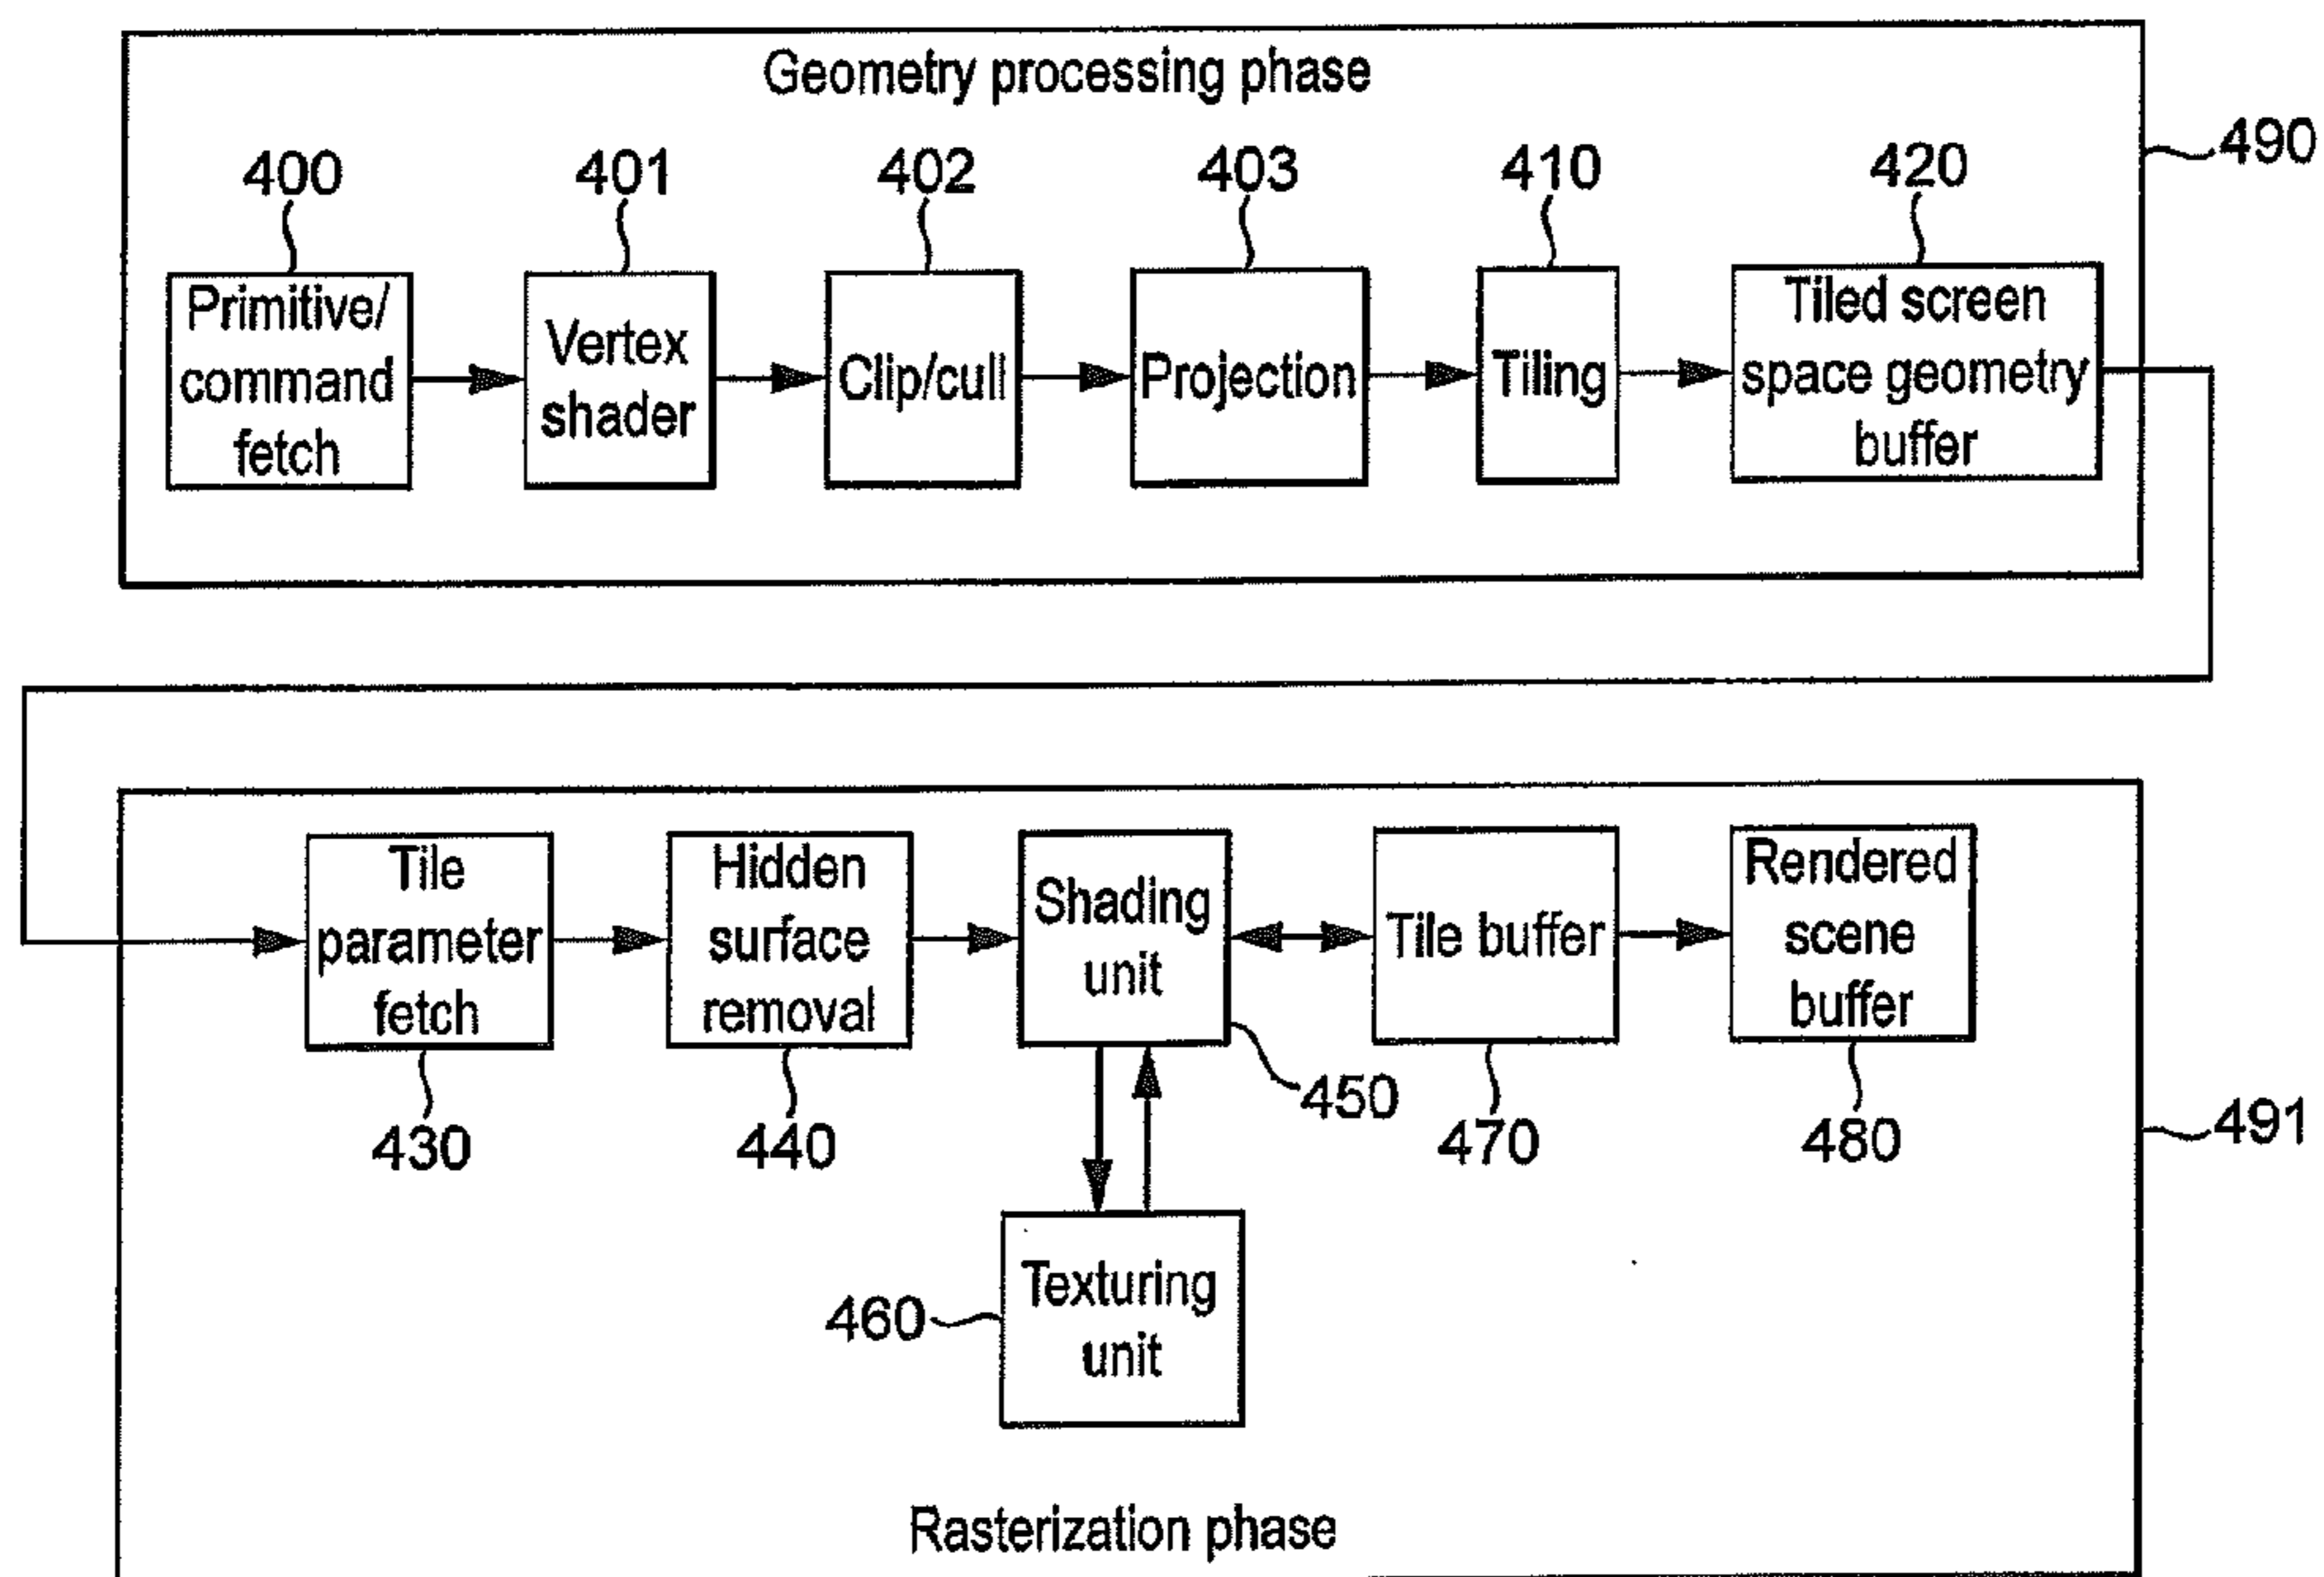 Geometry processing phase
490
400
401
402
403
410
420
Primitive/
command
fetch
Vertex
shader
Clip/cull
Projection
Tiling
Tiled screen
space geometry
buffer
Tile
parameter
fetch
Hidden
surface
removal
Shading
unit
Tile buffer
Rendered
scene
buffer
430
440
450
470
480
491
460
Texturing
unit
Rasterization phase